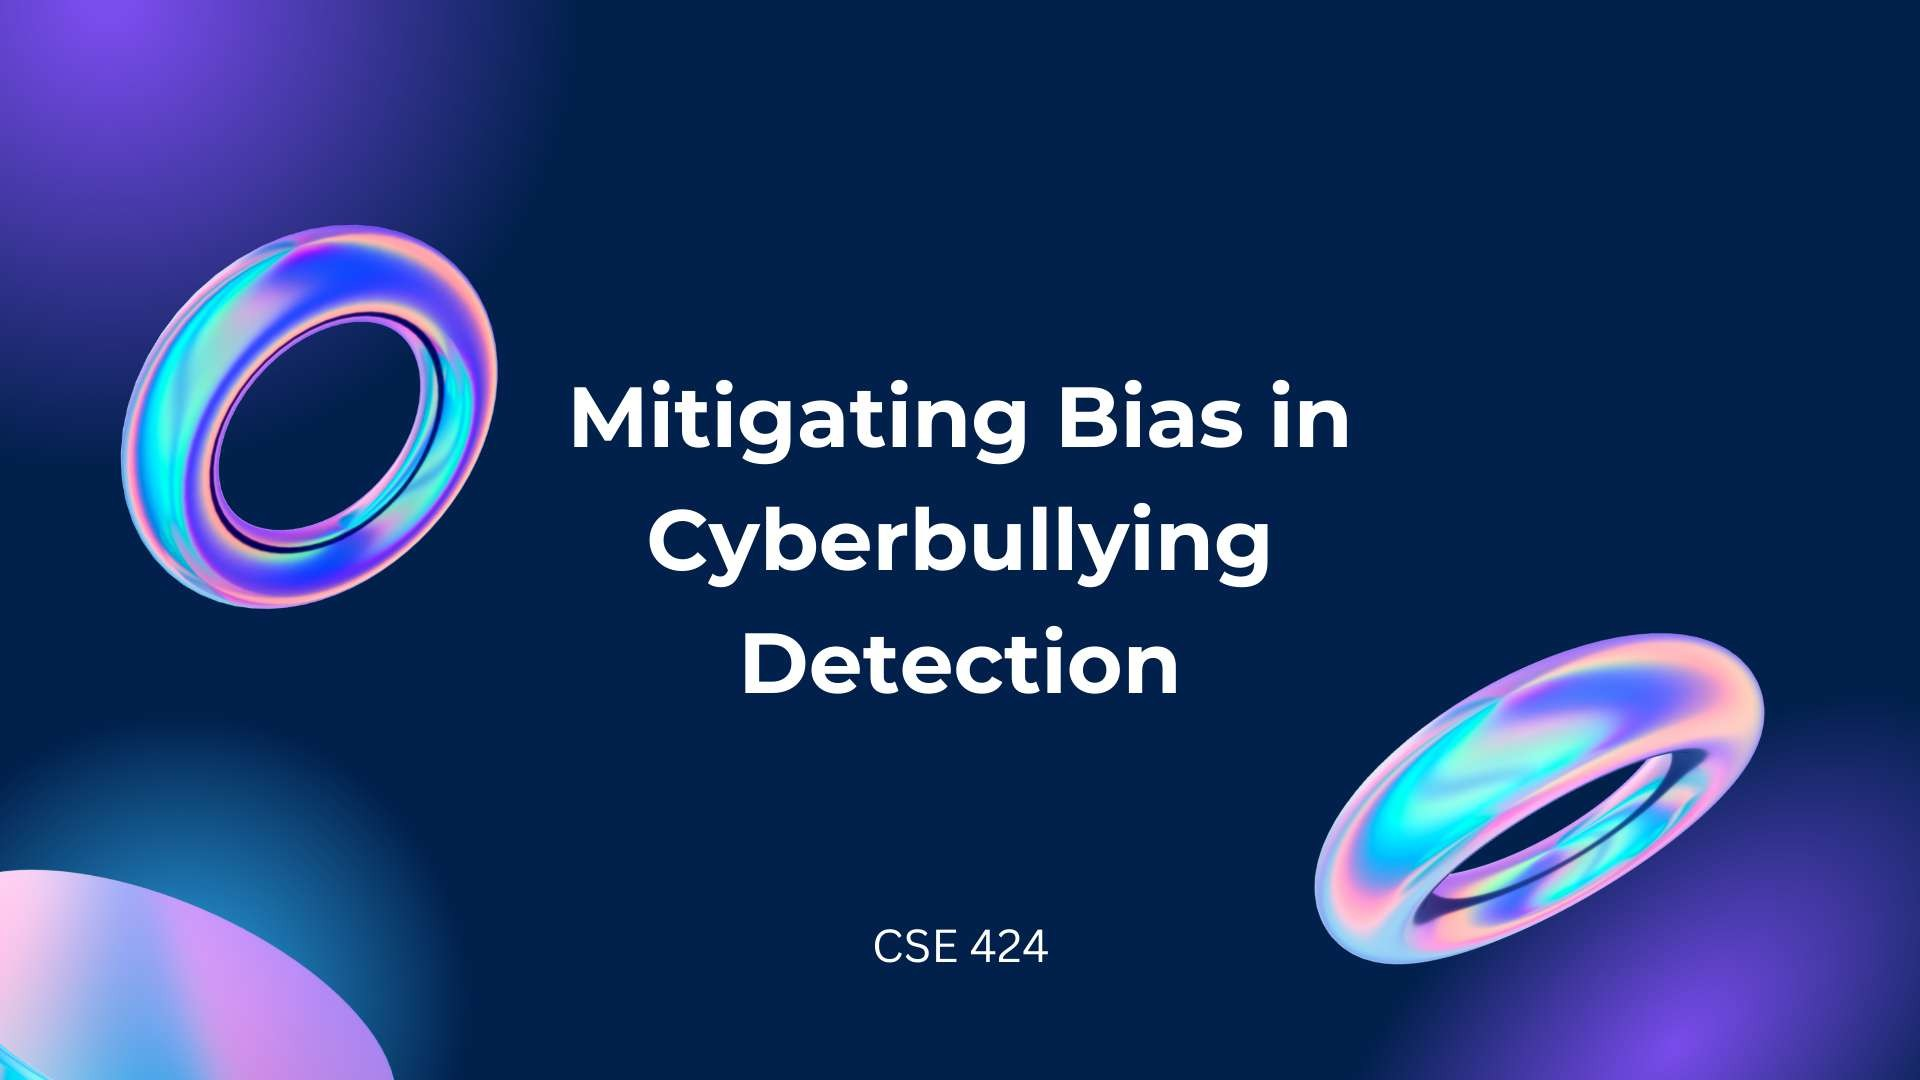 Mitigating Bias in
Cyberbullying
Detection
CSE 424